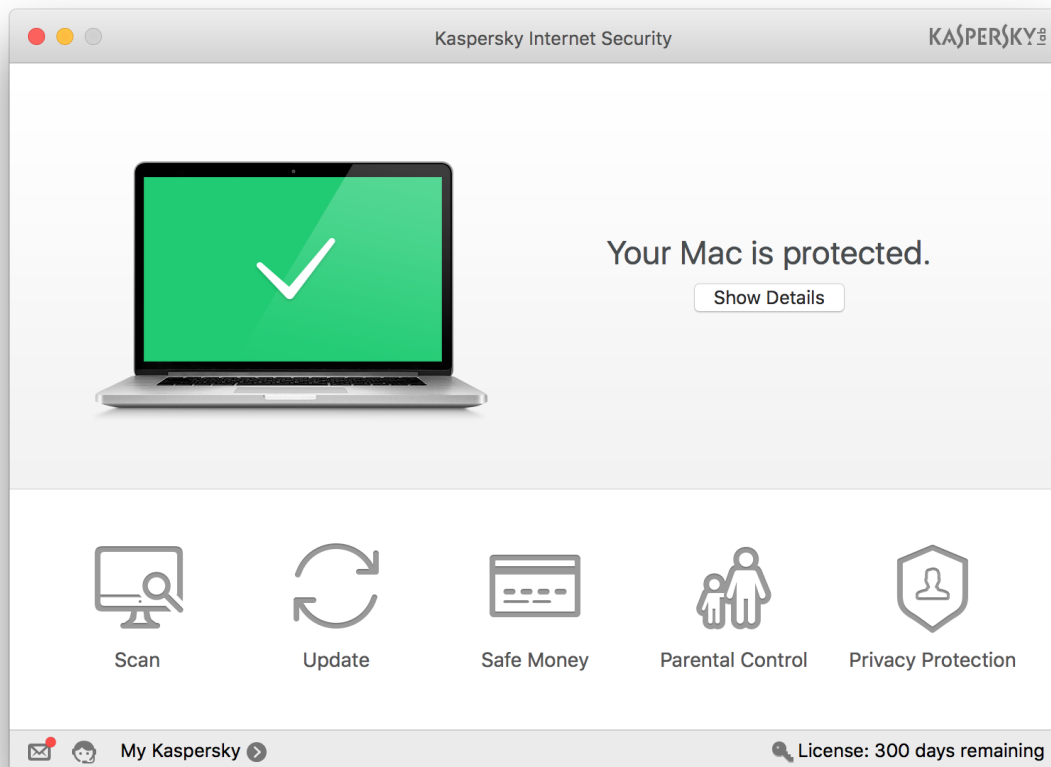 Kaspersky Internet Security
KASPERSKY lab
Your Mac is protected.
Show Details
Scan
Update
Safe Money
Parental Control
Privacy Protection
My Kaspersky
License: 300 days remaining